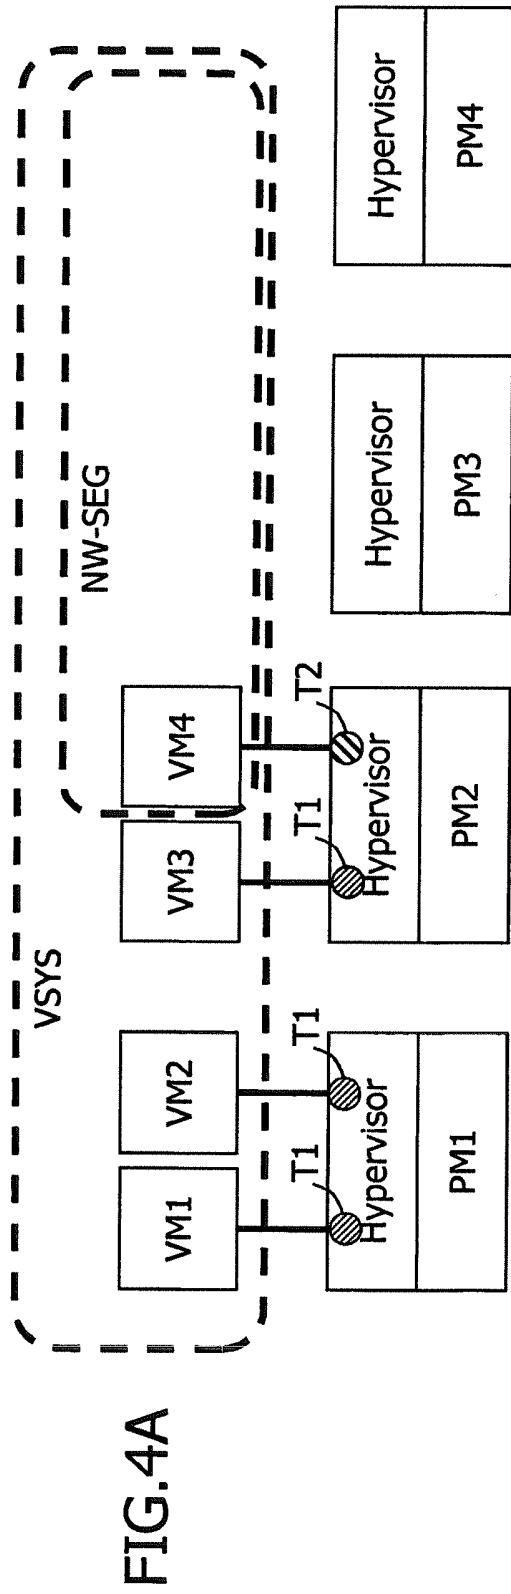 FIG.4A
VSYS
NW-SEG
VM1
VM2
VM3
VM4
T1
T1
T1
T2
Hypervisor
Hypervisor
Hypervisor
Hypervisor
PM1
PM2
PM3
PM4